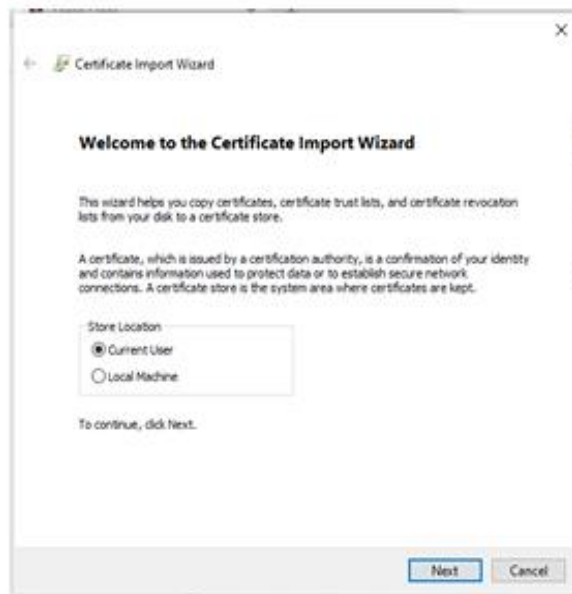 Certificate Import Wizard
Welcome to the Certificate Import Wizard
This wizard helps you copy certificates, certificate trust lists, and certificate revocation
lists from your disk to a certificate store.
A certificate, which is issued by a certification authority, is a confirmation of your identity
and contains information used to protect data or to establish secure network
connections. A certificate store is the system area where certificates are kept.
Store Location
Current User
Local Machine
To continue, click Next.
Next Cancel